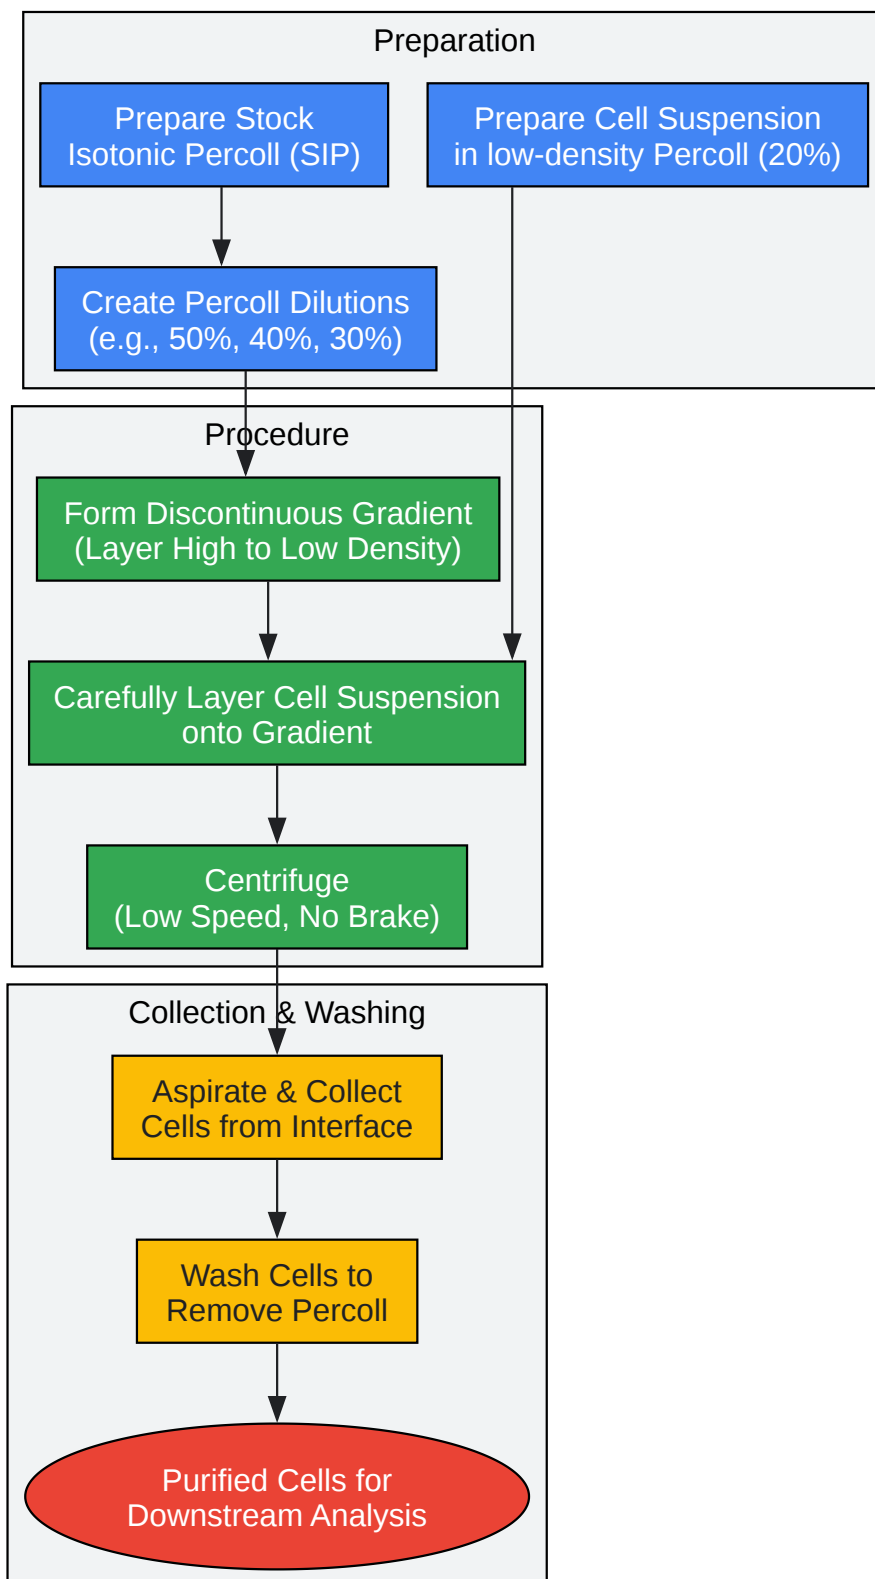 Preparation
Prepare Stock
Isotonic Percoll (SIP)
Prepare Cell Suspension
in low-density Percoll (20%)
Create Percoll Dilutions
(e.g., 50%, 40%, 30%)
Procedure
Form Discontinuous Gradient
(Layer High to Low Density)
Carefully Layer Cell Suspension
onto Gradient
Centrifuge
(Low Speed, No Brake)
Collection & Washing
Aspirate & Collect
Cells from Interface
Wash Cells to
Remove Percoll
Purified Cells for
Downstream Analysis